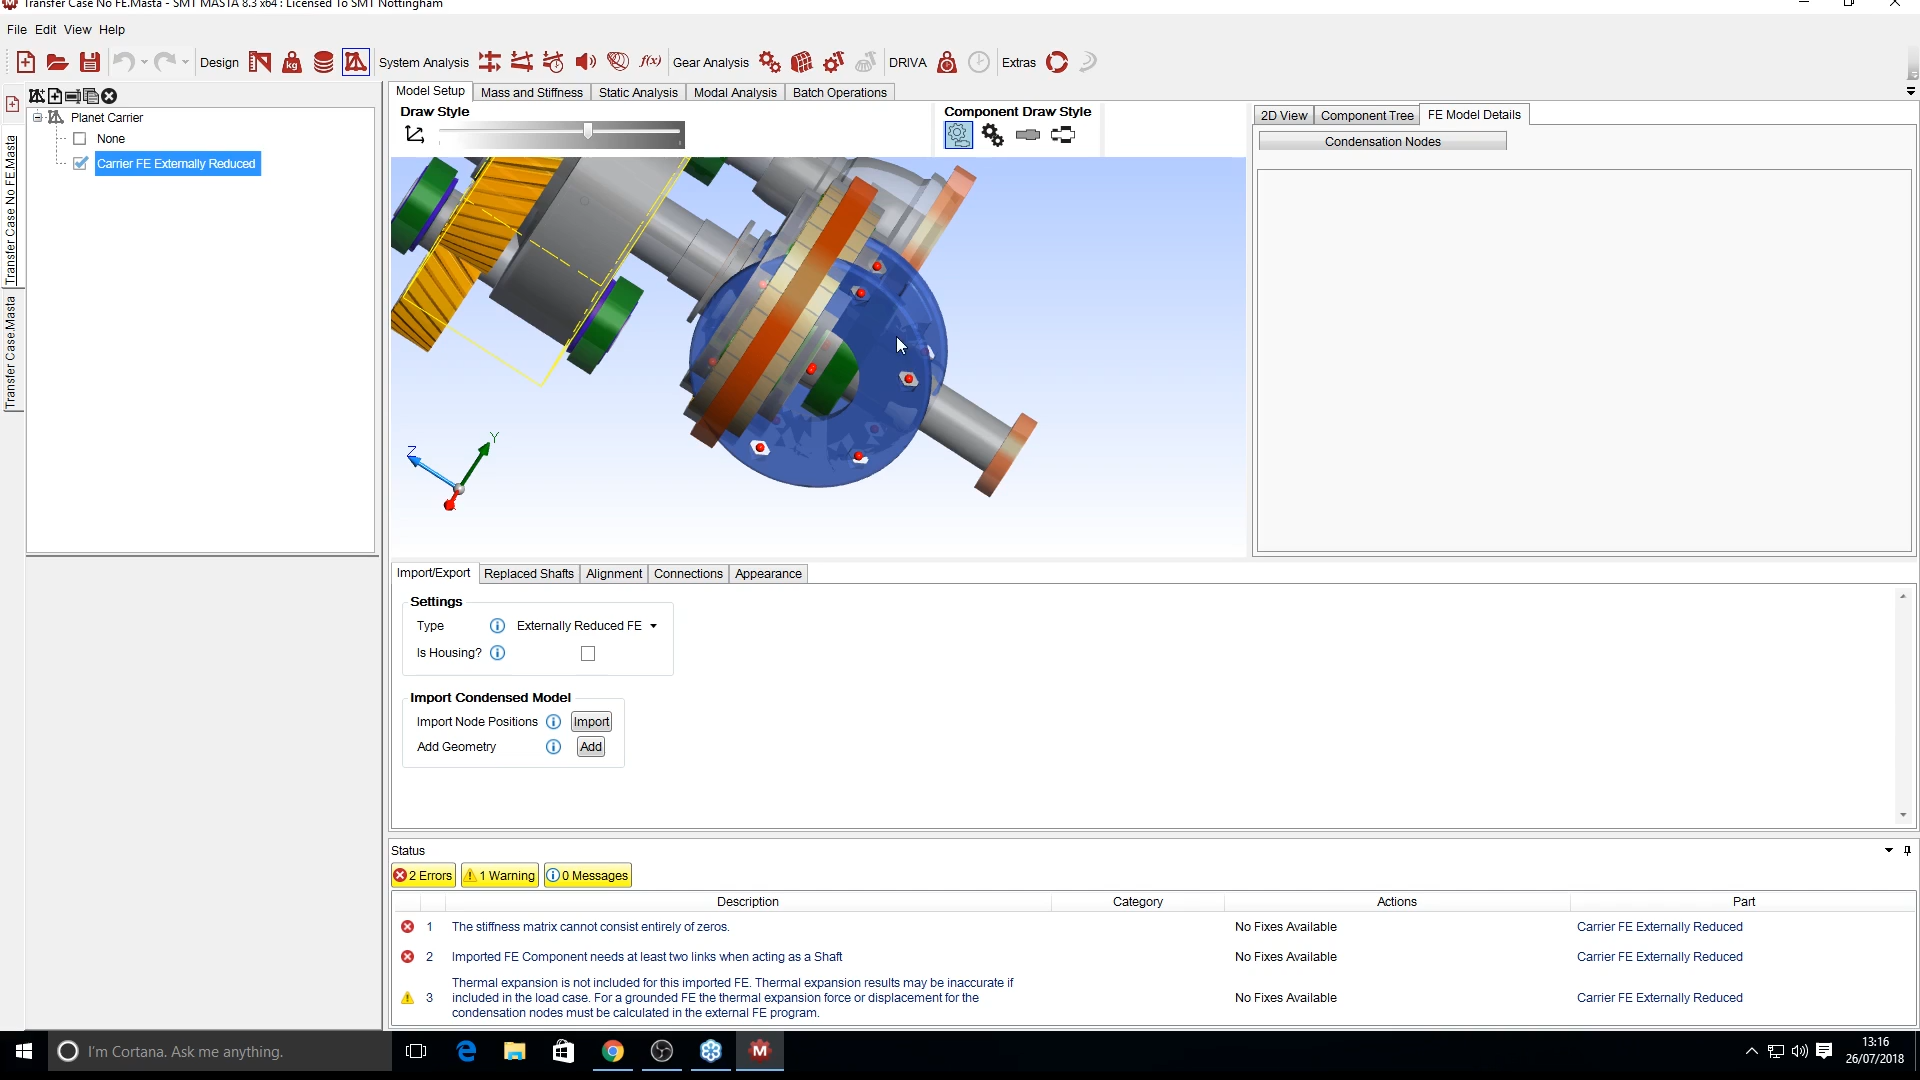 Transfer Case No FE.Masta - SMT MASTA 8.3 x64 : Licensed To SMT Nottingham
File Edit View Help
Design kg System Analysis f(x) Gear Analysis DRIVA Extras
Model Setup Mass and Stiffness Static Analysis Modal Analysis Batch Operations
Draw Style
Component Draw Style
2D View Component Tree FE Model Details
Condensation Nodes
Planet Carrier
None
Carrier FE Externally Reduced
Transfer Case No FE.Masta
Transfer Case.Masta
Y
Z
Import/Export Replaced Shafts Alignment Connections Appearance
Settings
Type Externally Reduced FE
Is Housing?
Import Condensed Model
Import Node Positions Import
Add Geometry Add
Status
2 Errors 1 Warning 0 Messages
Description Category Actions Part
1 The stiffness matrix cannot consist entirely of zeros. No Fixes Available Carrier FE Externally Reduced
2 Imported FE Component needs at least two links when acting as a Shaft No Fixes Available Carrier FE Externally Reduced
Thermal expansion is not included for this imported FE. Thermal expansion results may be inaccurate if
3 included in the load case. For a grounded FE the thermal expansion force or displacement for the No Fixes Available Carrier FE Externally Reduced
condensation nodes must be calculated in the external FE program.
I'm Cortana. Ask me anything.
M
13:16
26/07/2018